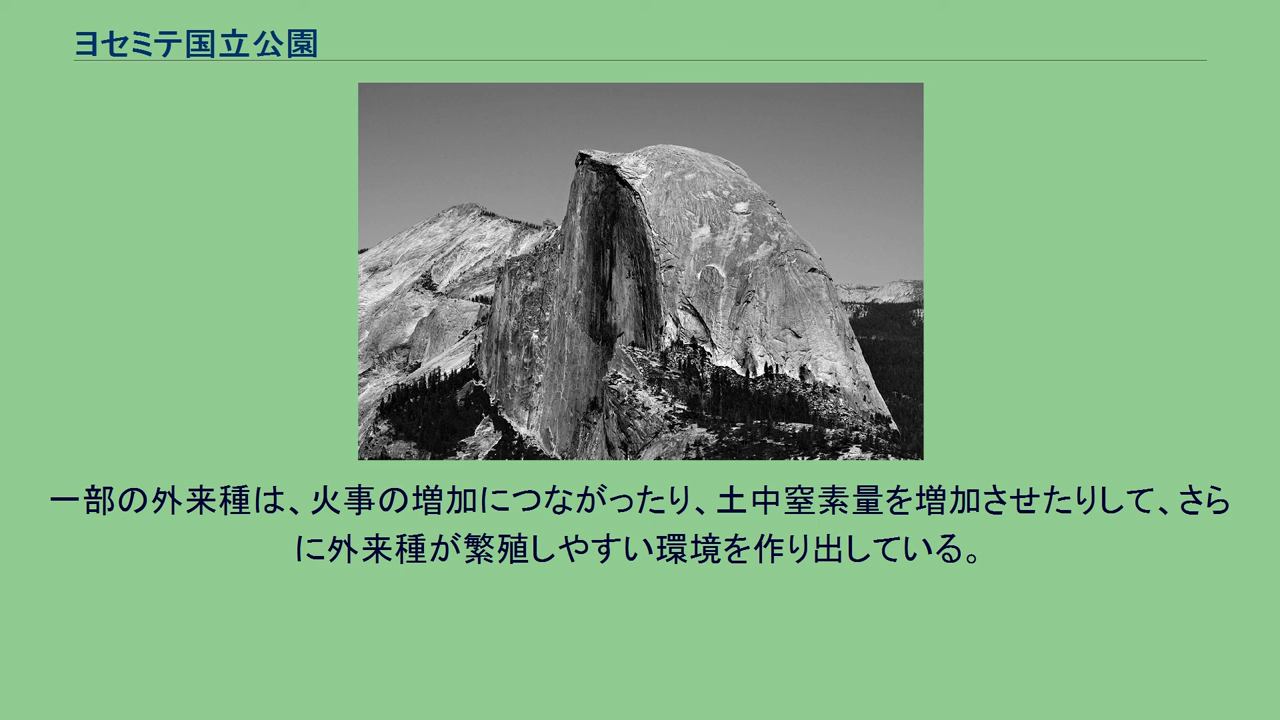 ヨセミテ国立公園
一部の外来種は、火事の増加につながったり、土中窒素量を増加させたりして、さら
に外来種が繁殖しやすい環境を作り出している。